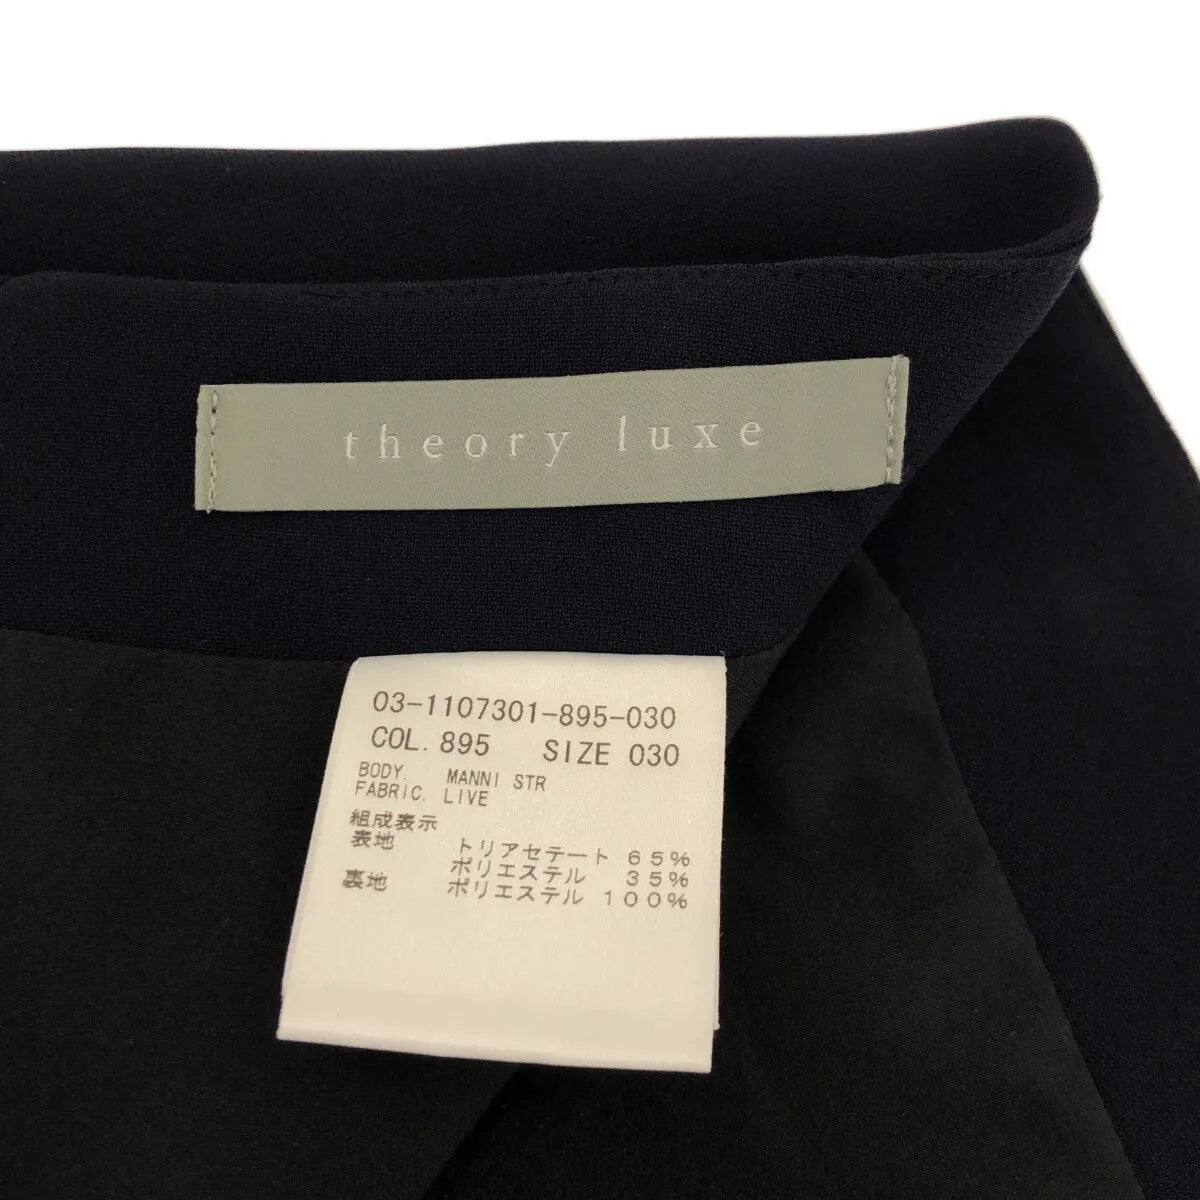 theory luxe
03-1107301-895-030
COL. 895 SIZE 030
BODY. MANNI STR
FABRIC. LIVE
組成表示
表地 トリアセテート 65%
ポリエステル 35%
裏地 ポリエステル 100%